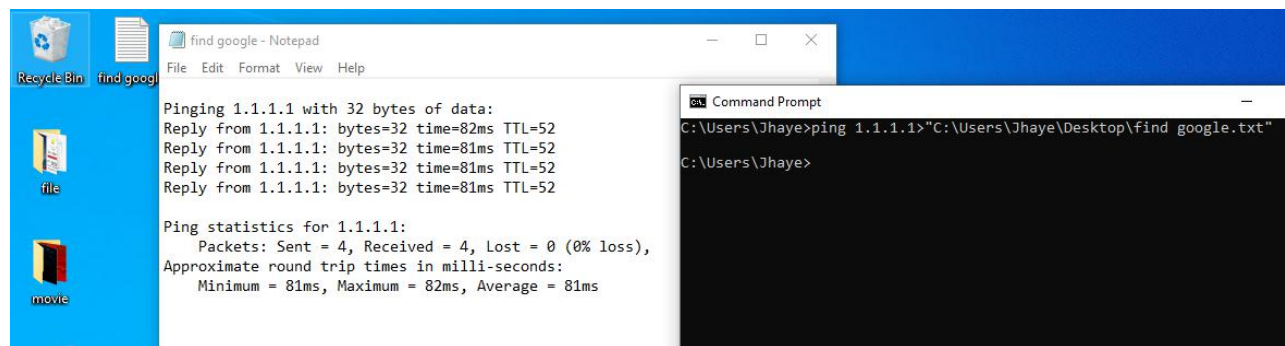 Recycle Bin
find googl
file
movie
find google - Notepad
File Edit Format View Help
Pinging 1.1.1.1 with 32 bytes of data:
Reply from 1.1.1.1: bytes=32 time=82ms TTL=52
Reply from 1.1.1.1: bytes=32 time=81ms TTL=52
Reply from 1.1.1.1: bytes=32 time=81ms TTL=52
Reply from 1.1.1.1: bytes=32 time=81ms TTL=52
Ping statistics for 1.1.1.1:
Packets: Sent = 4, Received = 4, Lost = 0 (0% loss),
Approximate round trip times in milli-seconds:
Minimum = 81ms, Maximum = 82ms, Average = 81ms
Command Prompt
C:\Users\Jhaye>ping 1.1.1.1>"C:\Users\Jhaye\Desktop\find google.txt"
C:\Users\Jhaye>